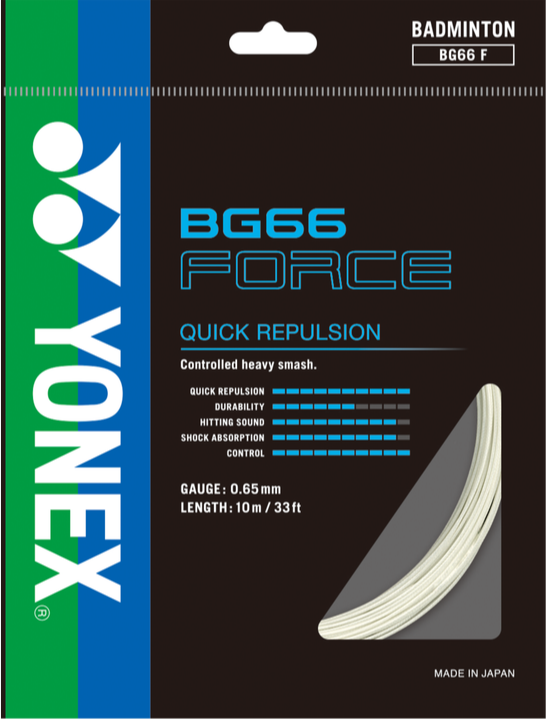 BADMINTON
BG66 F
YONEX
®
BG66
FORCE
QUICK REPULSION
Controlled heavy smash.
QUICK REPULSION
DURABILITY
HITTING SOUND
SHOCK ABSORPTION
CONTROL
GAUGE: 0.65mm
LENGTH: 10m / 33ft
MADE IN JAPAN